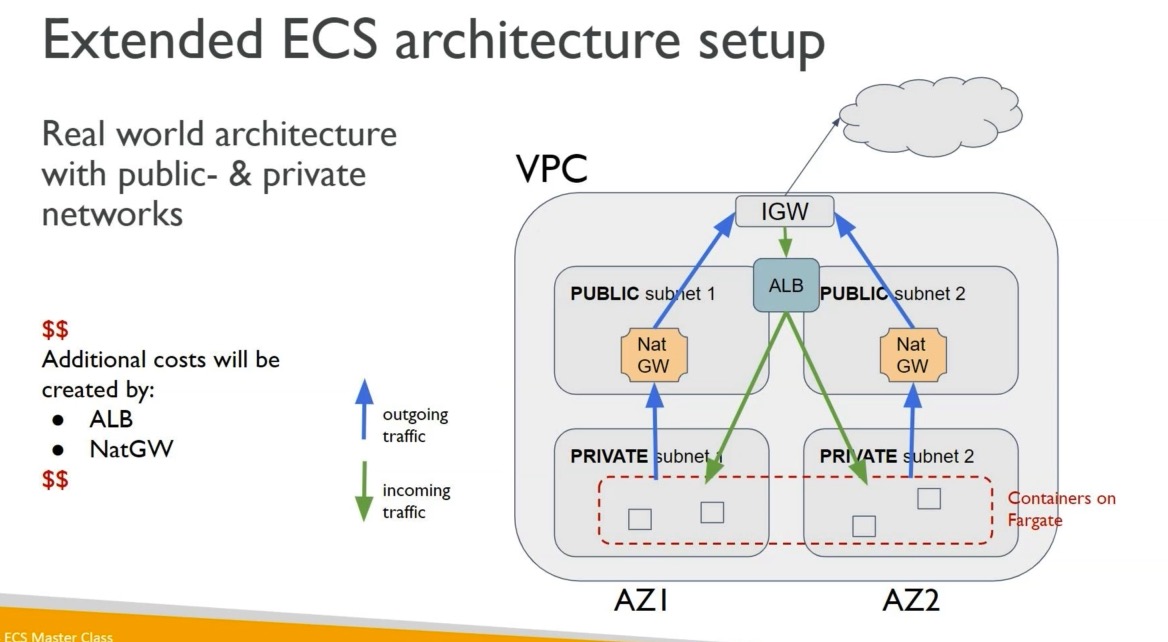 Extended ECS architecture setup
Real world architecture
with public- & private
networks
$$
Additional costs will be
created by:
● ALB
● NatGW
$$
outgoing
traffic
incoming
traffic
VPC
IGW
ALB
PUBLIC subnet 1
PUBLIC subnet 2
Nat
GW
Nat
GW
PRIVATE subnet 1
PRIVATE subnet 2
Containers on
Fargate
AZ1
AZ2
ECS Master Class